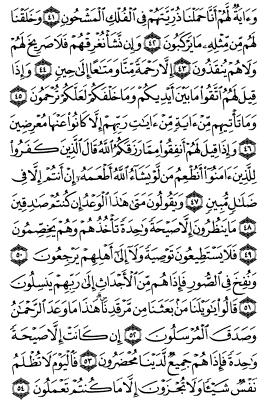 وَءَايَةٌ لَّهُمْ أَنَّا حَمَلْنَا ذُرِّيَّتَهُمْ فِى ٱلْفُلْكِ ٱلْمَشْحُونِ ﴿٤١﴾ وَخَلَقْنَا
لَهُم مِّن مِّثْلِهِۦ مَا يَرْكَبُونَ ﴿٤٢﴾ وَإِن نَّشَأْ نُغْرِقْهُمْ فَلَا صَرِيخَ لَهُمْ
وَلَا هُمْ يُنقَذُونَ ﴿٤٣﴾ إِلَّا رَحْمَةً مِّنَّا وَمَتَٰعًا إِلَىٰ حِينٍ ﴿٤٤﴾ وَإِذَا
قِيلَ لَهُمُ ٱتَّقُوا۟ مَا بَيْنَ أَيْدِيكُمْ وَمَا خَلْفَكُمْ لَعَلَّكُمْ تُرْحَمُونَ ﴿٤٥﴾
وَمَا تَأْتِيهِم مِّنْ ءَايَةٍ مِّنْ ءَايَٰتِ رَبِّهِمْ إِلَّا كَانُوا۟ عَنْهَا مُعْرِضِينَ
﴿٤٦﴾ وَإِذَا قِيلَ لَهُمْ أَنفِقُوا۟ مِمَّا رَزَقَكُمُ ٱللَّهُ قَالَ ٱلَّذِينَ كَفَرُوا۟
لِلَّذِينَ ءَامَنُوٓا۟ أَنُطْعِمُ مَن لَّوْ يَشَآءُ ٱللَّهُ أَطْعَمَهُۥٓ إِنْ أَنتُمْ إِلَّا فِى
ضَلَٰلٍ مُّبِينٍ ﴿٤٧﴾ وَيَقُولُونَ مَتَىٰ هَٰذَا ٱلْوَعْدُ إِن كُنتُمْ صَٰدِقِينَ
﴿٤٨﴾ مَا يَنظُرُونَ إِلَّا صَيْحَةً وَٰحِدَةً تَأْخُذُهُمْ وَهُمْ يَخِصِّمُونَ
﴿٤٩﴾ فَلَا يَسْتَطِيعُونَ تَوْصِيَةً وَلَآ إِلَىٰٓ أَهْلِهِمْ يَرْجِعُونَ ﴿٥٠﴾
وَنُفِخَ فِى ٱلصُّورِ فَإِذَا هُم مِّنَ ٱلْأَجْدَاثِ إِلَىٰ رَبِّهِمْ يَنسِلُونَ
﴿٥١﴾ قَالُوا۟ يَٰوَيْلَنَا مَنۢ بَعَثَنَا مِن مَّرْقَدِنَا هَٰذَا مَا وَعَدَ ٱلرَّحْمَٰنُ
وَصَدَقَ ٱلْمُرْسَلُونَ ﴿٥٢﴾ إِن كَانَتْ إِلَّا صَيْحَةً
وَٰحِدَةً فَإِذَا هُمْ جَمِيعٌ لَّدَيْنَا مُحْضَرُونَ ﴿٥٣﴾ فَٱلْيَوْمَ لَا تُظْلَمُ
نَفْسٌ شَيْـًٔا وَلَا تُجْزَوْنَ إِلَّا مَا كُنتُمْ تَعْمَلُونَ ﴿٥٤﴾